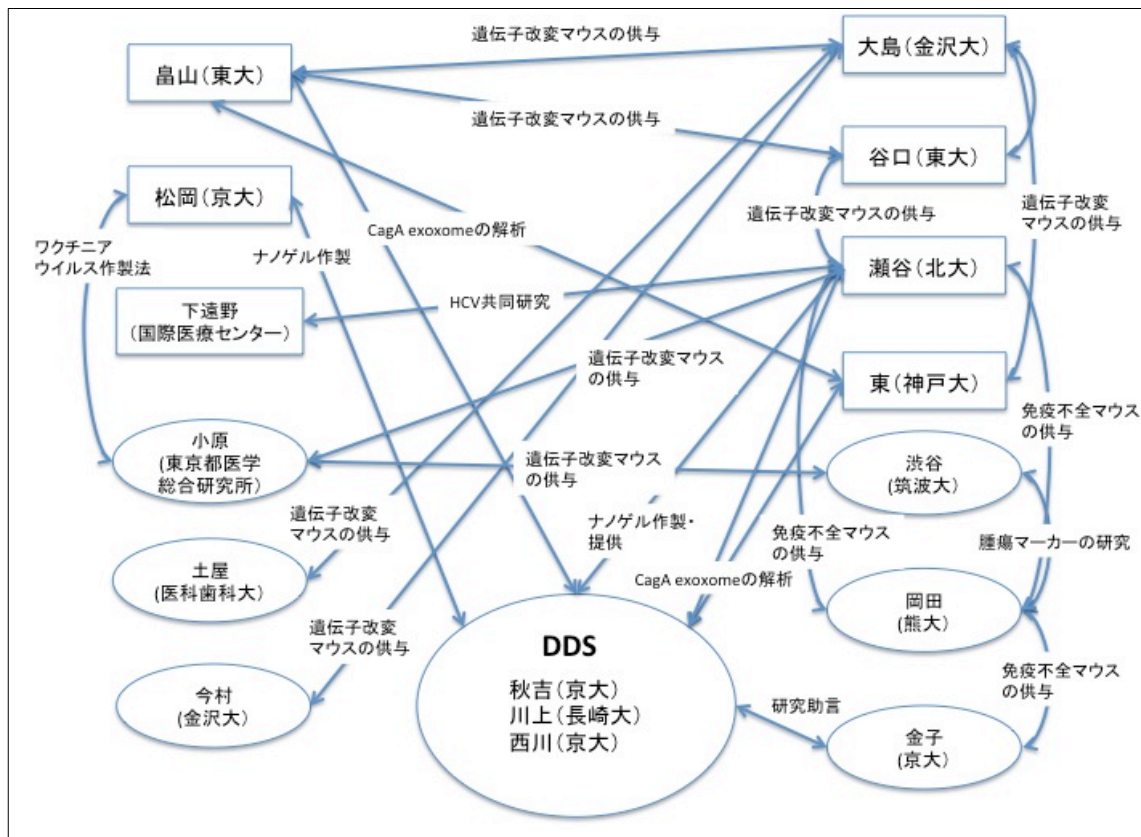 遺伝子改変マウスの供与
畠山（東大）
大島（金沢大）
遺伝子改変マウスの供与
谷口（東大）
松岡（京大）
遺伝子改変マウスの供与
遺伝子改変
マウスの供与
CagA exoxomeの解析
ワクチニア
ウイルス作製法
ナノゲル作製
瀬谷（北大）
下遠野
（国際医療センター）
HCV共同研究
遺伝子改変マウス
の供与
東（神戸大）
免疫不全マウス
の供与
小原
(東京都医学
総合研究所）
遺伝子改変マウス
の供与
渋谷
(筑波大)
遺伝子改変
マウスの供与
ナノゲル作製・
提供
免疫不全マウス
の供与
腫瘍マーカーの研究
土屋
(医科歯科大)
CagA exoxomeの解析
岡田
(熊大)
遺伝子改変
マウスの供与
DDS
秋吉（京大）
川上（長崎大）
西川（京大）
免疫不全マウス
の供与
今村
(金沢大)
研究助言
金子
(京大)